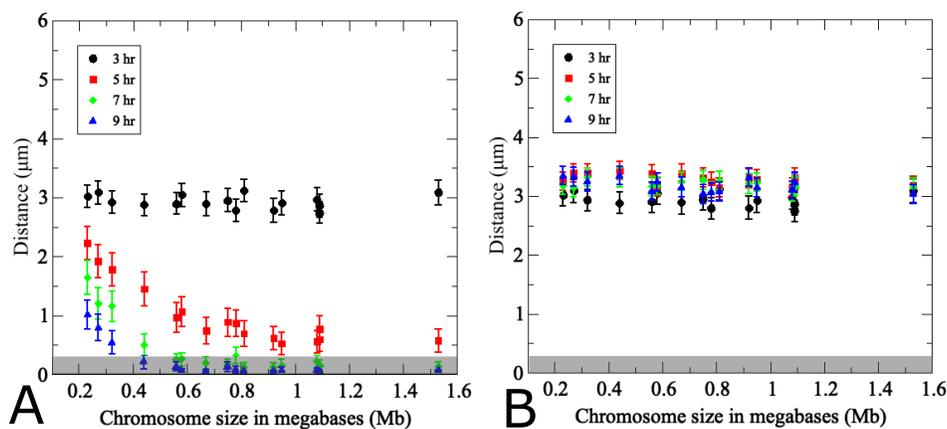 6
5
4
3
2
1
0
Distance (μm)
3 hr
5 hr
7 hr
9 hr
0.2 0.4 0.6 0.8 1 1.2 1.4 1.6
Chromosome size in megabases (Mb)
A
6
5
4
3
2
1
0
Distance (μm)
3 hr
5 hr
7 hr
9 hr
0.2 0.4 0.6 0.8 1 1.2 1.4 1.6
Chromosome size in megabases (Mb)
B